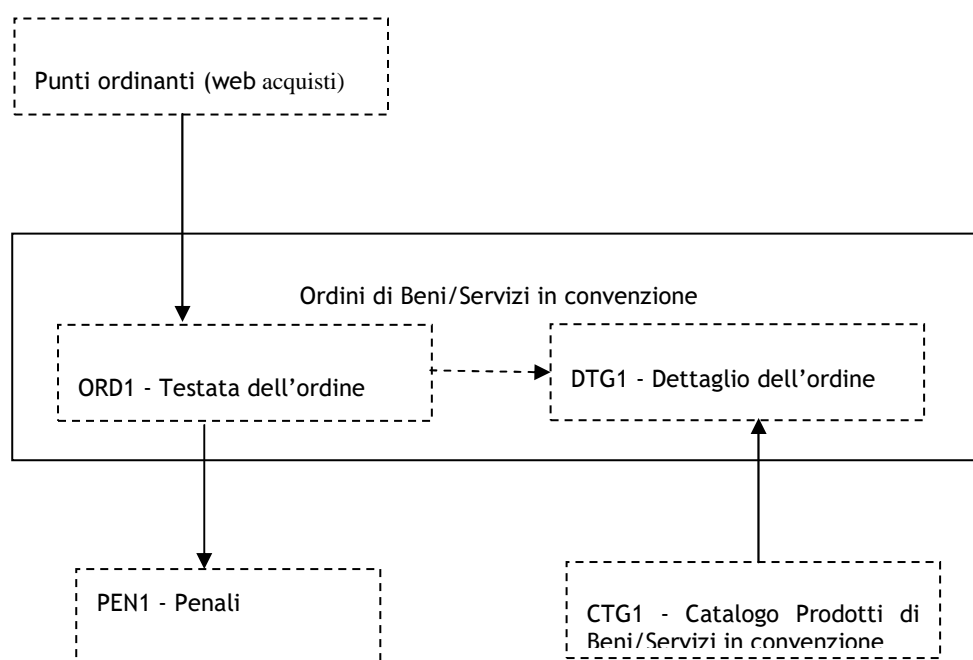 Punti ordinanti (web acquisti)
Ordini di Beni/Servizi in convenzione
ORD1 - Testata dell'ordine
DTG1 - Dettaglio dell'ordine
PEN1 - Penali
CTG1 - Catalogo Prodotti di
Beni/Servizi in convenzione